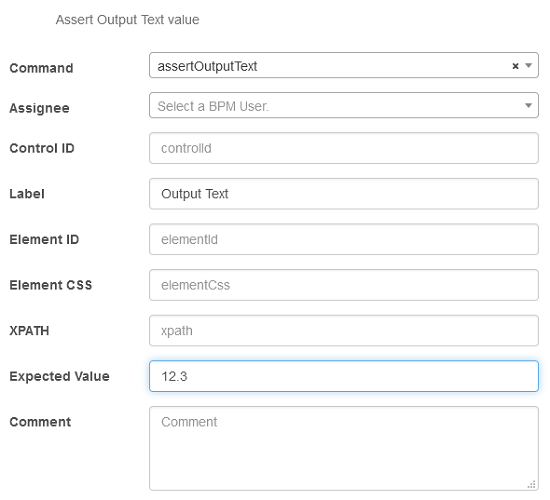 Assert Output Text value
Command assertOutputText × 
Assignee Select a BPM User.
Control ID controlId
Label Output Text
Element ID elementId
Element CSS elementCss
XPATH xpath
Expected Value 12.3
Comment Comment